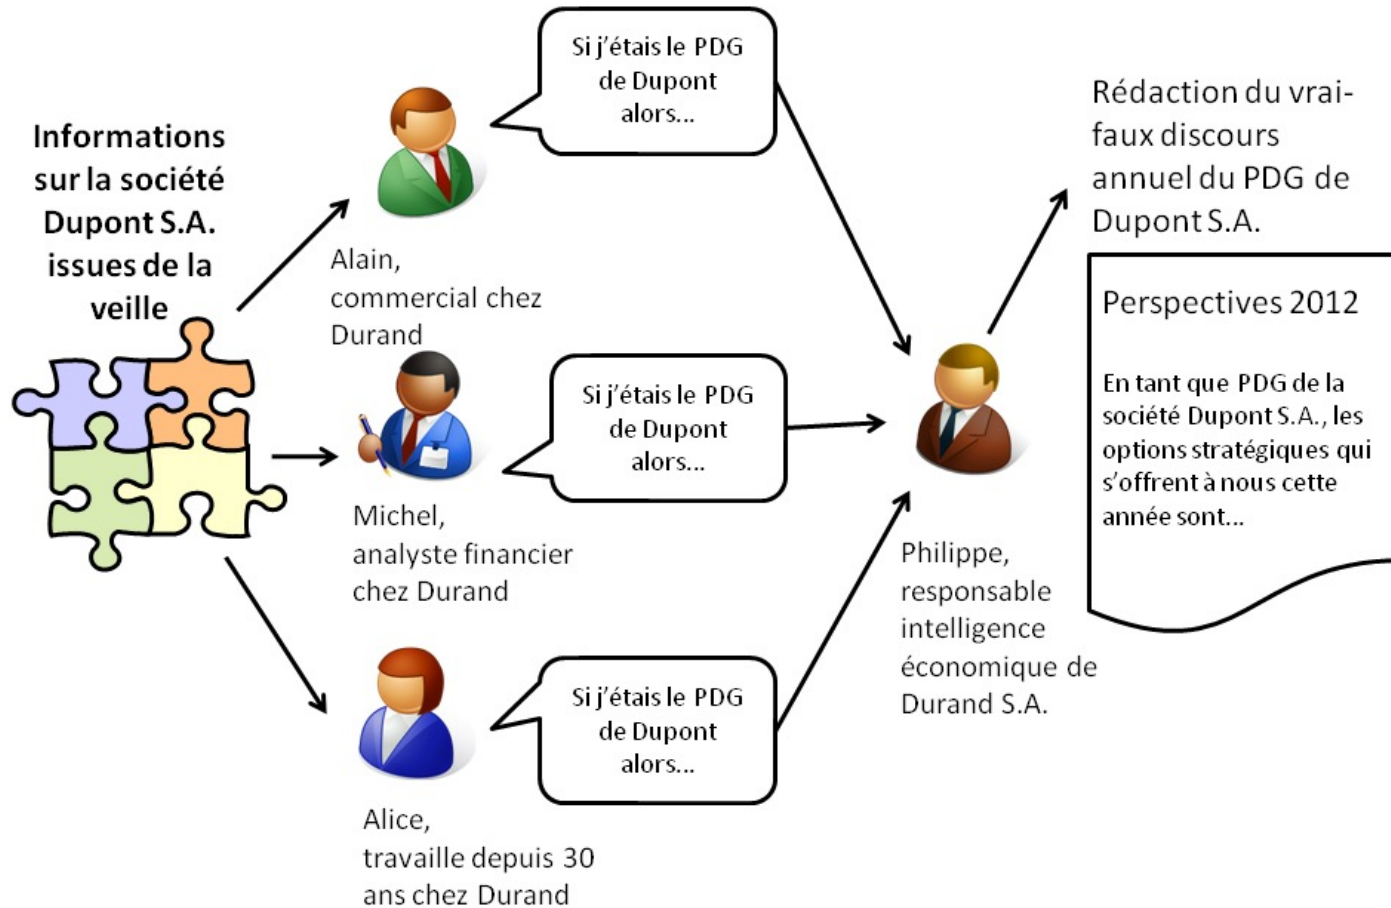 Informations
sur la société
Dupont S.A.
issues de la
veille
Si j’étais le PDG
de Dupont
alors...
Alain,
commercial chez
Durand
Si j’étais le PDG
de Dupont
alors...
Michel,
analyste financier
chez Durand
Si j’étais le PDG
de Dupont
alors...
Alice,
travaille depuis 30
ans chez Durand
Philippe,
responsable
intelligence
économique de
Durand S.A.
Rédaction du vrai-
faux discours
annuel du PDG de
Dupont S.A.
Perspectives 2012
En tant que PDG de la
société Dupont S.A., les
options stratégiques qui
s’offrent à nous cette
année sont...